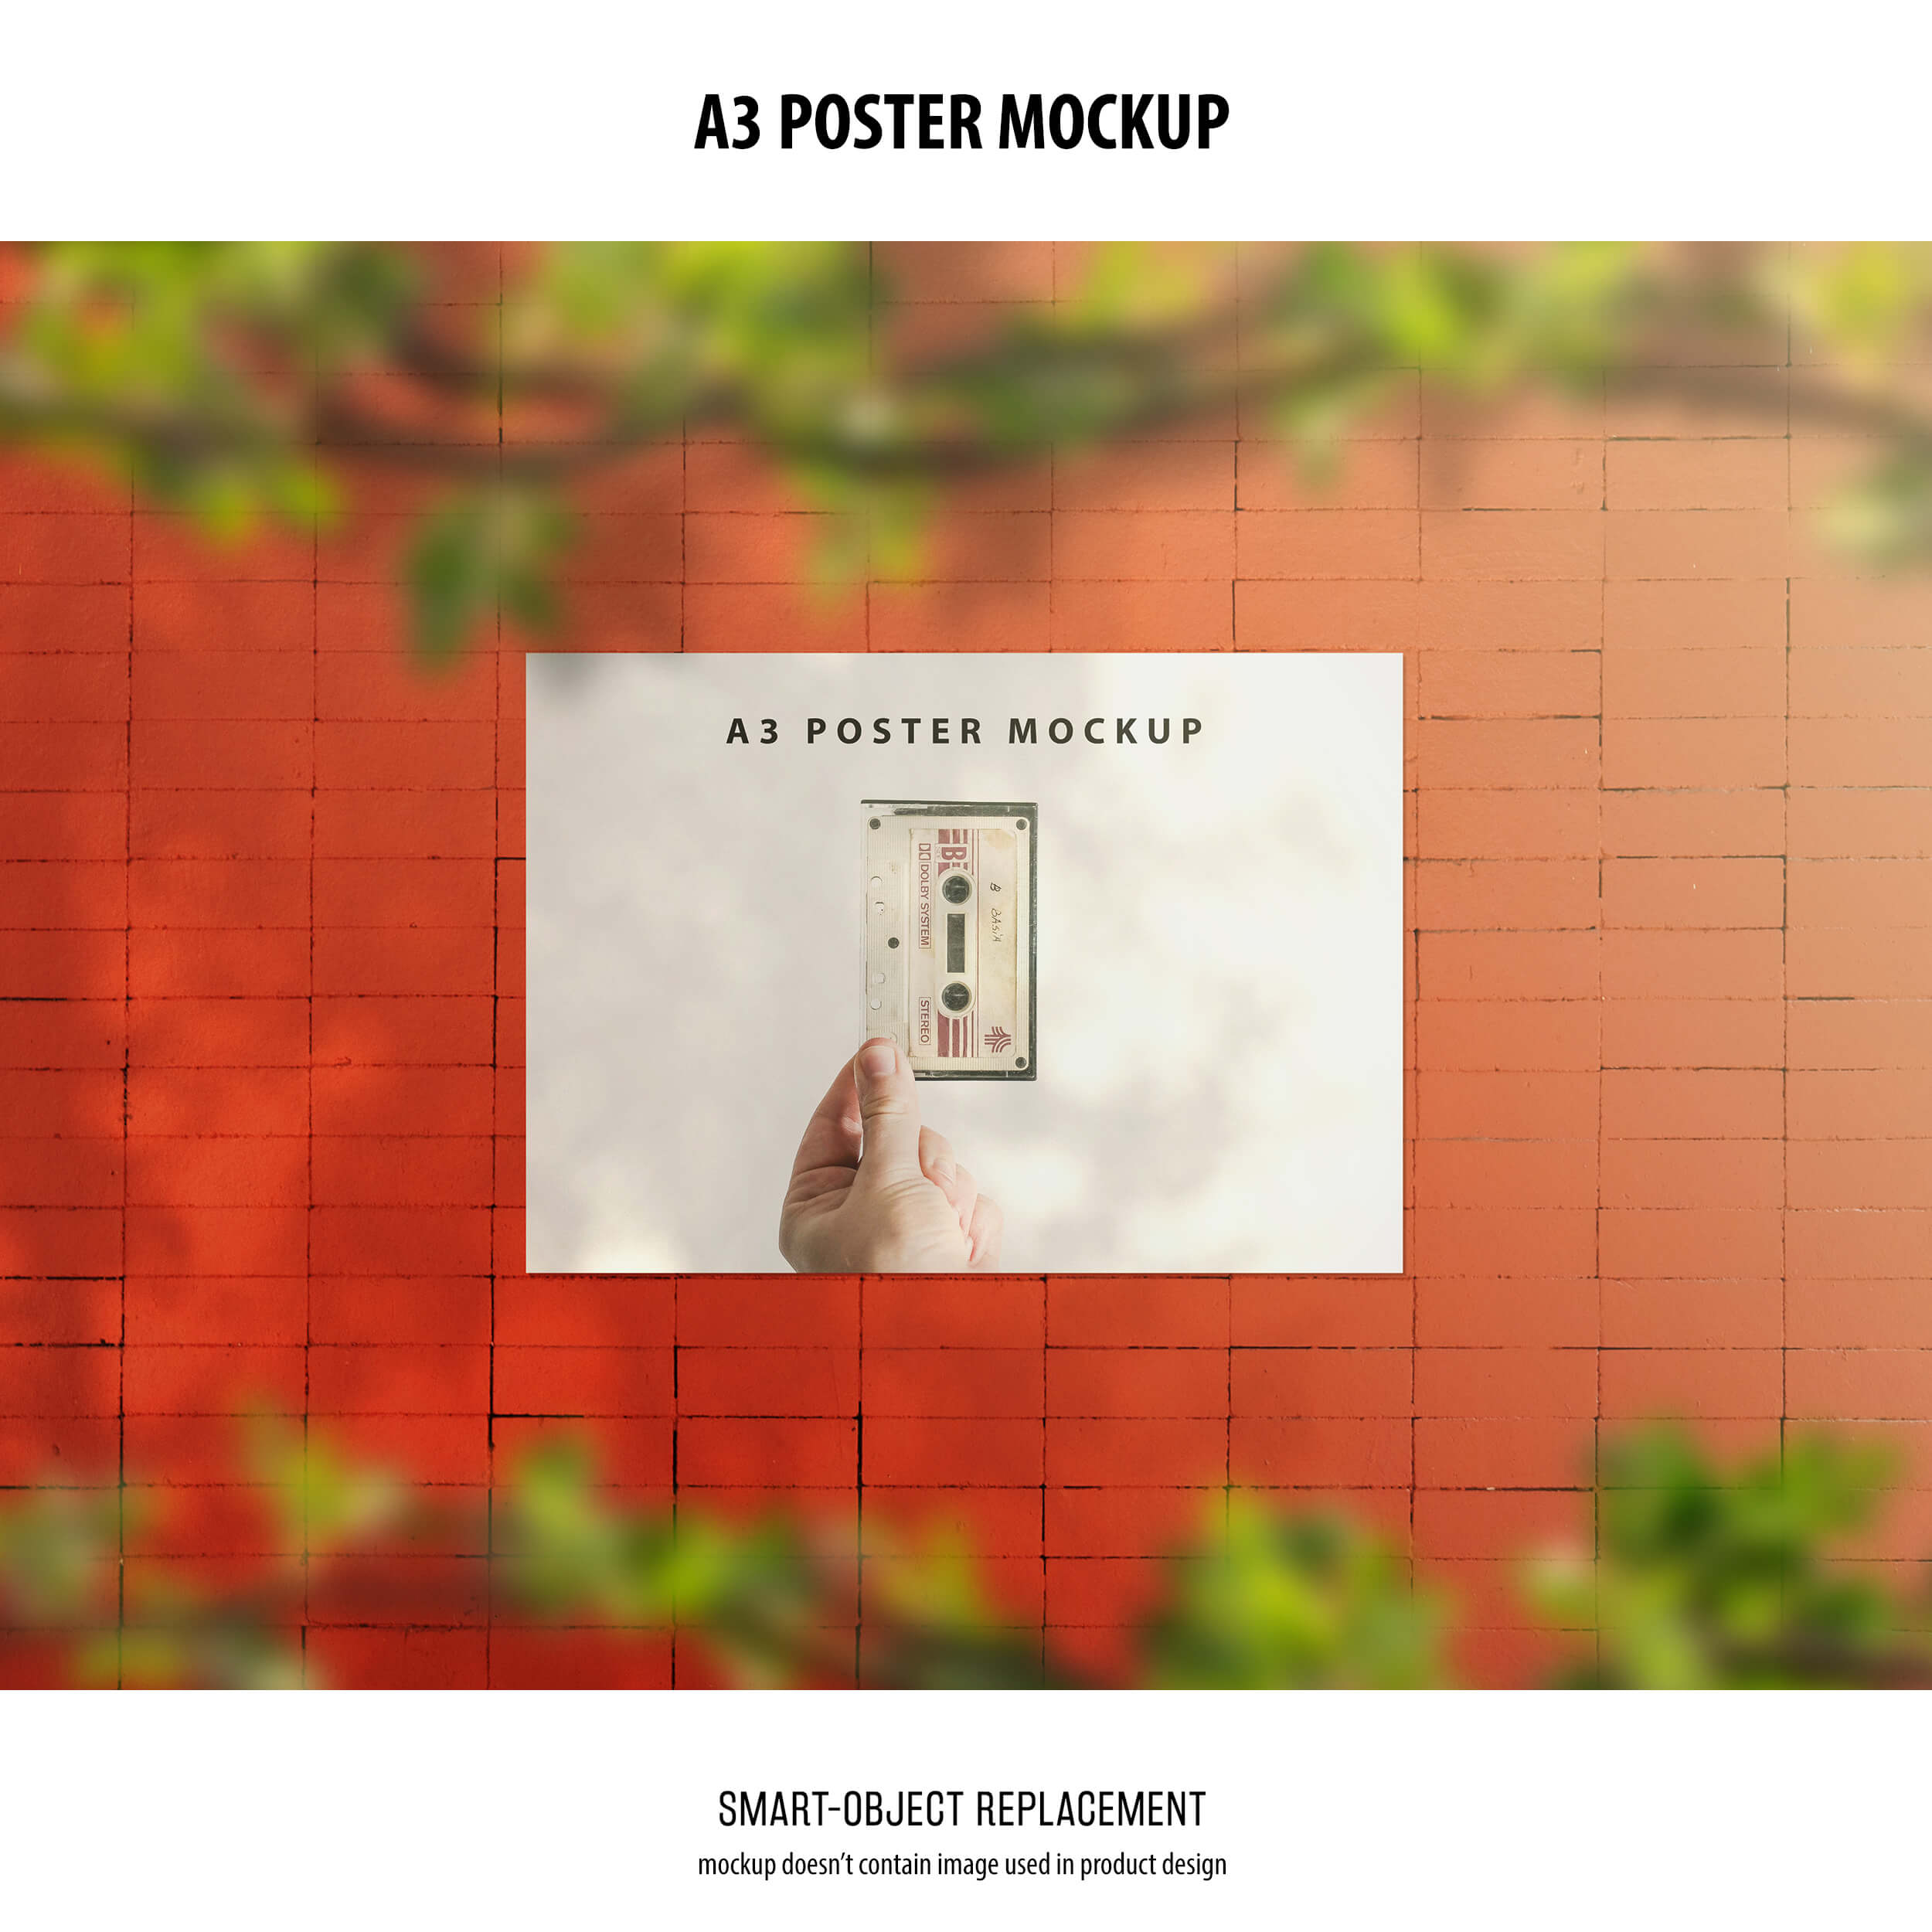 A3 POSTER MOCKUP
A3 POSTER MOCKUP
DOLBY SYSTEM
B BASIA
STEREO
SMART-OBJECT REPLACEMENT
mockup doesn’t contain image used in product design